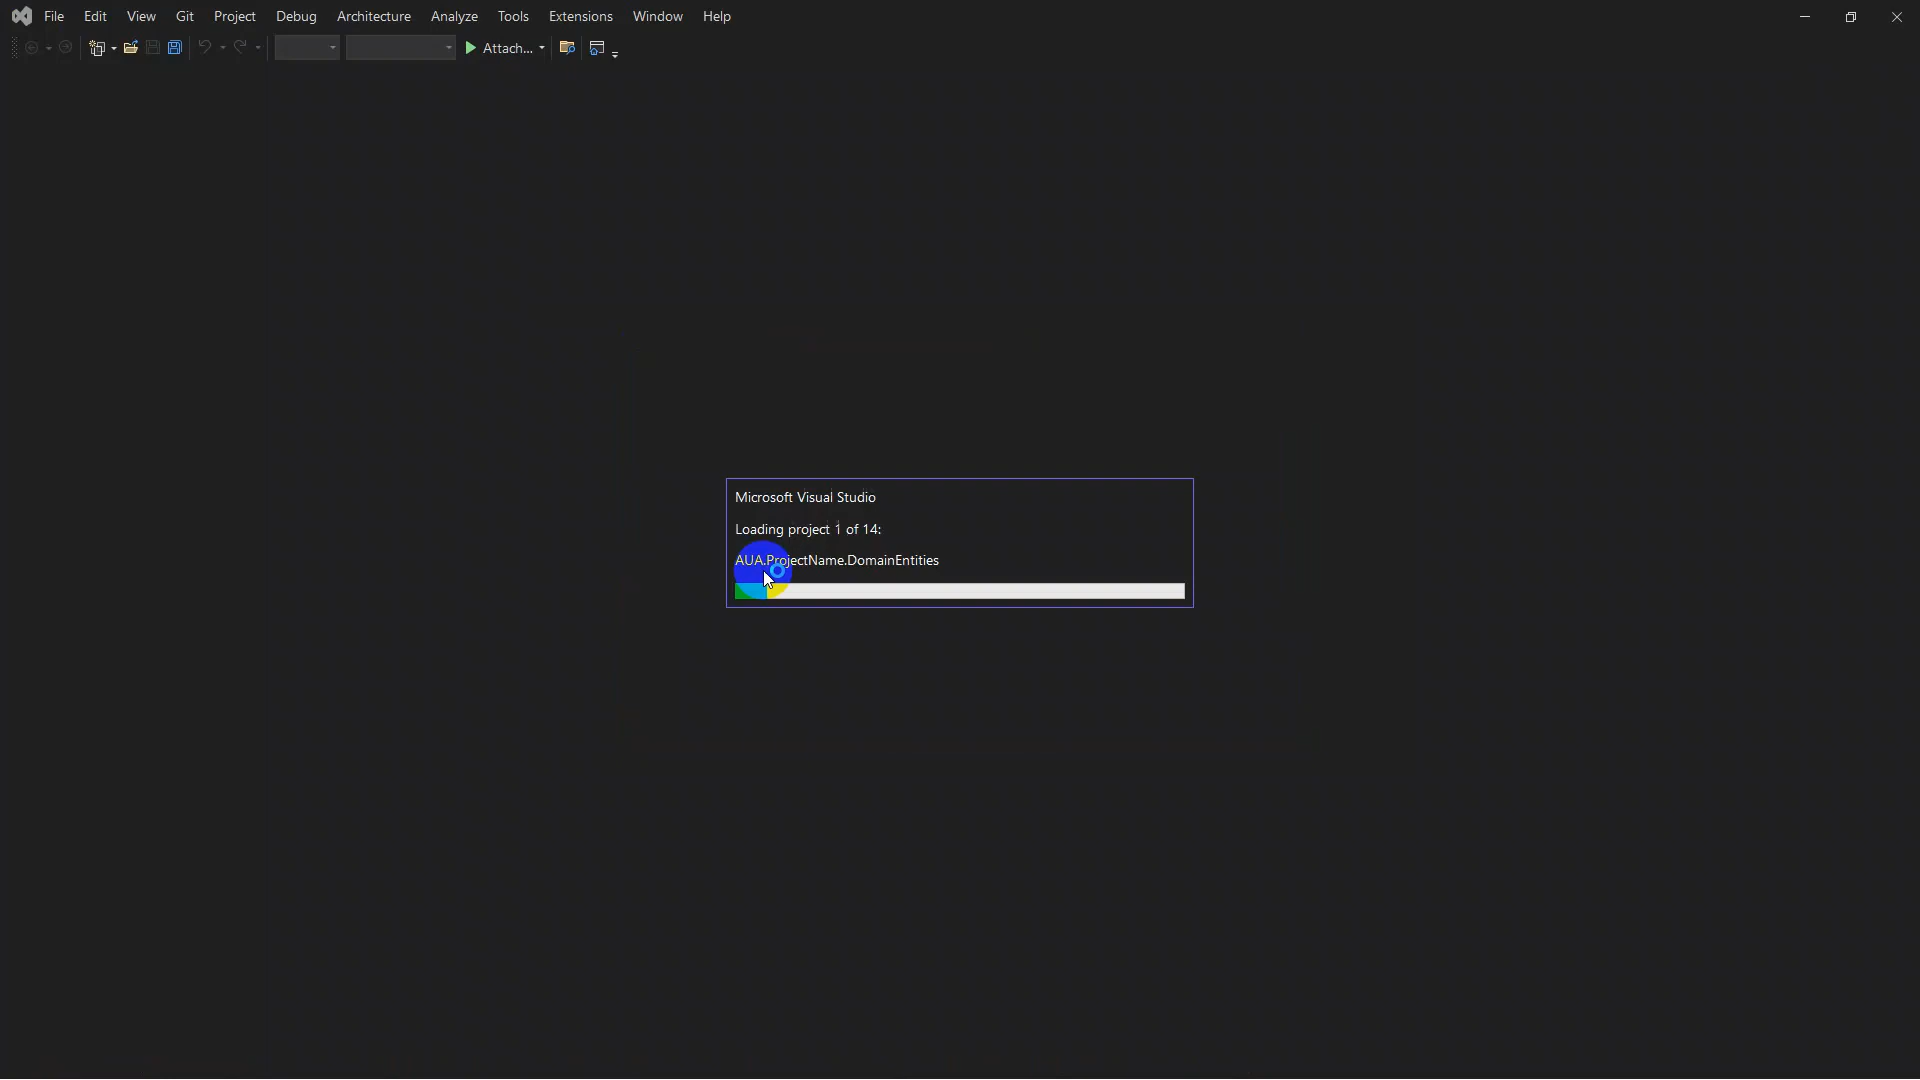 File Edit View Git Project Debug Architecture Analyze Tools Extensions Window Help
Attach...
Microsoft Visual Studio
Loading project 1 of 14:
AUA.ProjectName.DomainEntities